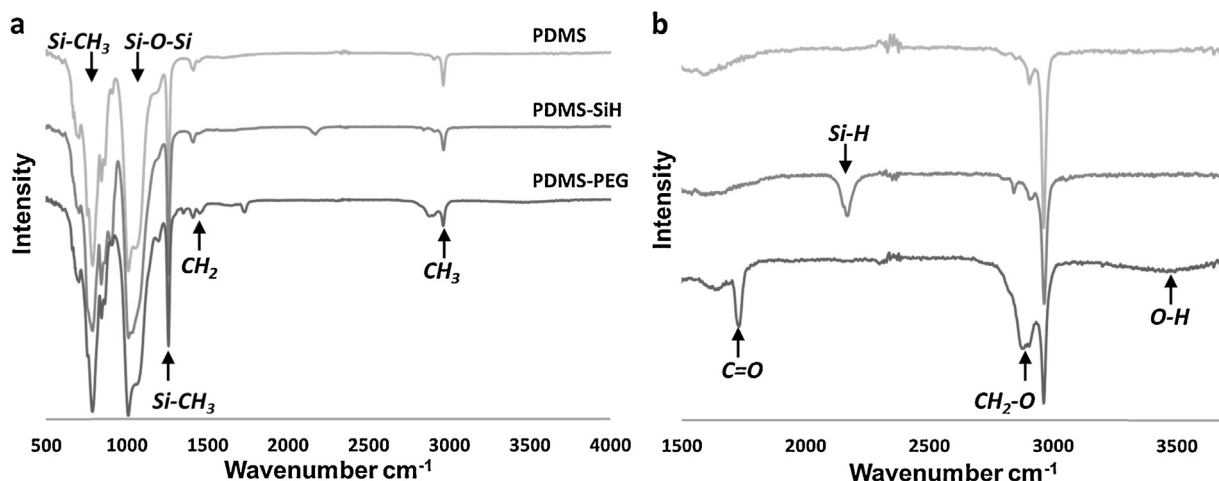 a
Si-CH3 Si-O-Si
PDMS
PDMS-SiH
PDMS-PEG
CH2
CH3
Si-CH3
Intensity
500 1000 1500 2000 2500 3000 3500 4000
Wavenumber cm-1
b
Si-H
O-H
C=O
CH2-O
Intensity
1500 2000 2500 3000 3500
Wavenumber cm-1